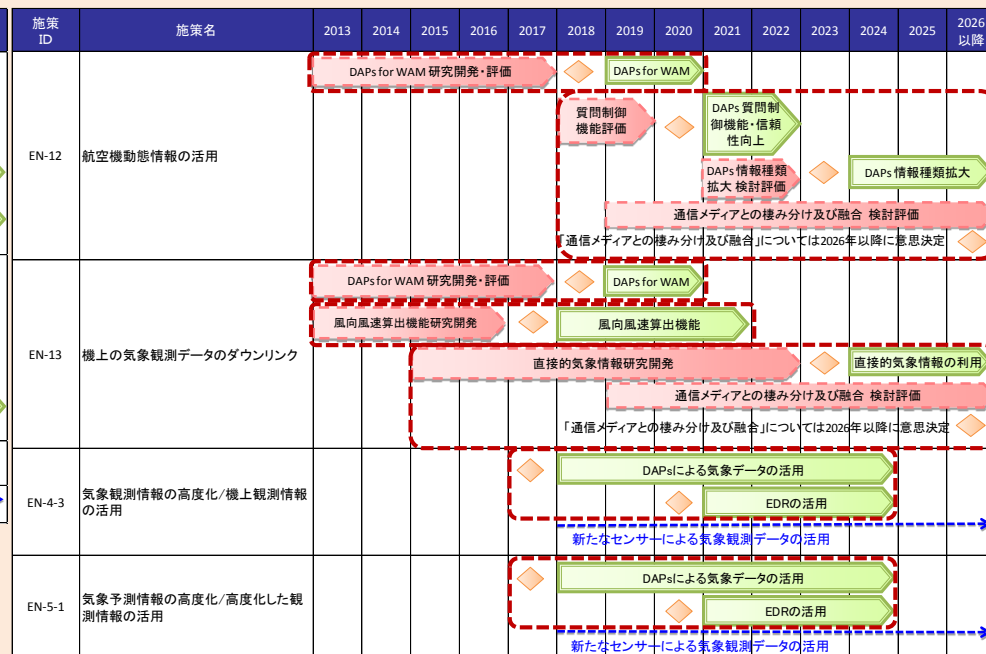 施策
ID
施策名
2013
2014
2015
2016
2017
2018
2019
2020
2021
2022
2023
2024
2025
2026
以降
EN-12
航空機動態情報の活用
DAPs for WAM 研究開発・評価
DAPs for WAM
質問制御
機能評価
DAPs 質問制
御機能・信頼
性向上
DAPs 情報種類
拡大 検討評価
DAPs 情報種類拡大
通信メディアとの棲み分け及び融合 検討評価
「通信メディアとの棲み分け及び融合」については2026年以降に意思決定
EN-13
機上の気象観測データのダウンリンク
DAPs for WAM 研究開発・評価
DAPs for WAM
風向風速算出機能研究開発
風向風速算出機能
直接的気象情報研究開発
直接的気象情報の利用
通信メディアとの棲み分け及び融合 検討評価
「通信メディアとの棲み分け及び融合」については2026年以降に意思決定
EN-4-3
気象観測情報の高度化/機上観測情報
の活用
DAPsによる気象データの活用
EDRの活用
新たなセンサーによる気象観測データの活用
EN-5-1
気象予測情報の高度化/高度化した観
測情報の活用
DAPsによる気象データの活用
EDRの活用
新たなセンサーによる気象観測データの活用